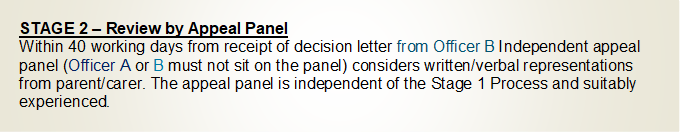 STAGE 2 – Review by Appeal Panel
Within 40 working days from receipt of decision letter from Officer B Independent appeal
panel (Officer A or B must not sit on the panel) considers written/verbal representations
from parent/carer. The appeal panel is independent of the Stage 1 Process and suitably
experienced.